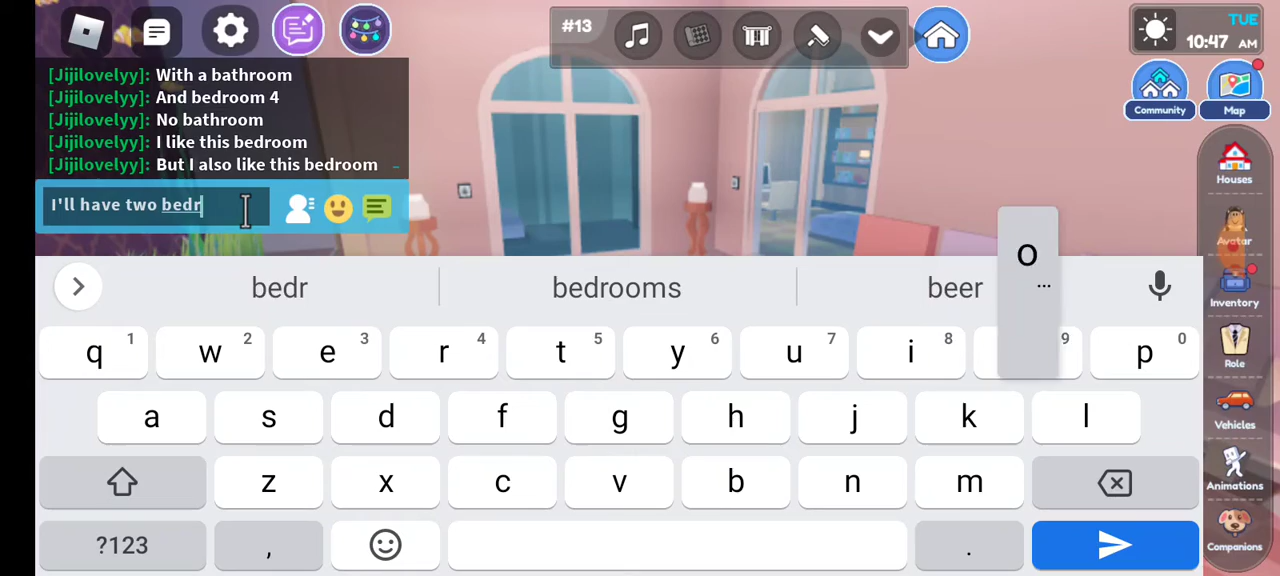 #13
TUE
10:47 AM
[Jijilovelyy]: With a bathroom
[Jijilovelyy]: And bedroom 4
[Jijilovelyy]: No bathroom
[Jijilovelyy]: I like this bedroom
[Jijilovelyy]: But I also like this bedroom
I'll have two bedr
Community
Map
Houses
Avatar
Inventory
Role
Vehicles
Animations
Companions
bedr bedrooms beer
o
...
q 1 w 2 e 3 r 4 t 5 y 6 u 7 i 8 9 p 0
a s d f g h j k l
z x c v b n m
?123 , .